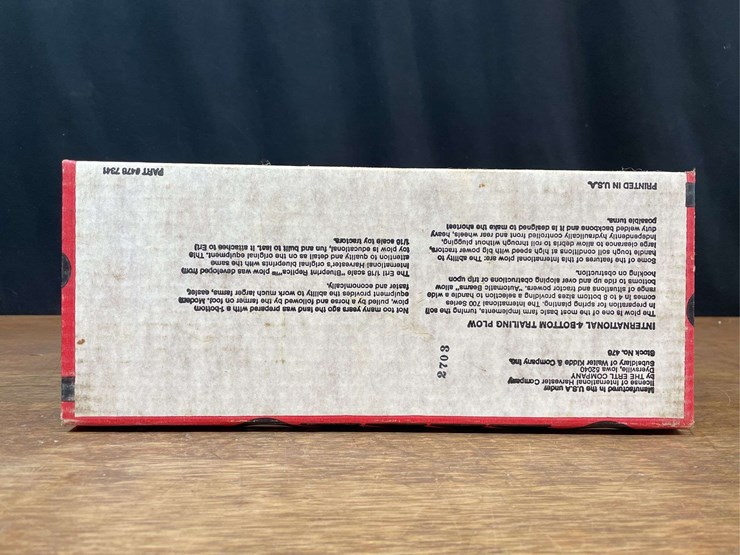 Manufactured in the U.S.A under
license of International Harvester Company
by THE ERTL COMPANY
Dyersville, Iowa 52040
Subsidiary of Walter Kidde & Company Inc.
Stock No. 478
2703
INTERNATIONAL 4-BOTTOM TRAILING PLOW
The plow is one of the most basic farm implements, turning the soil
in preparation for spring planting. The International 700 series
comes in 4 to 8 bottom sizes providing a selection to handle a wide
range of situations and tractor powers. "Automatic Beams" allow
bottoms to ride up and over sloping obstructions or trip upon
hooking an obstruction.
Some of the features of this International plow are: The ability to
handle tough soil conditions at high speed with big power tractors,
large clearance to allow debris to roll through without plugging,
independently hydraulically controlled front and rear wheels, heavy
duty welded backbone and it is designed to make the shortest
possible turns.
PRINTED IN U.S.A.
Not too many years ago the land was prepared with a 1-bottom
plow, pulled by a horse and followed by the farmer on foot. Modern
equipment provides the ability to work much larger farms, easier,
faster and economically.
The Ertl 1/16 scale "Blueprint Replica"™ plow was developed from
International Harvester's original blueprints with the same
attention to quality and detail as on the original equipment. This
toy plow is educational, fun and built to last. It attaches to Ertl
1/16 scale toy tractors.
PART #478 7341